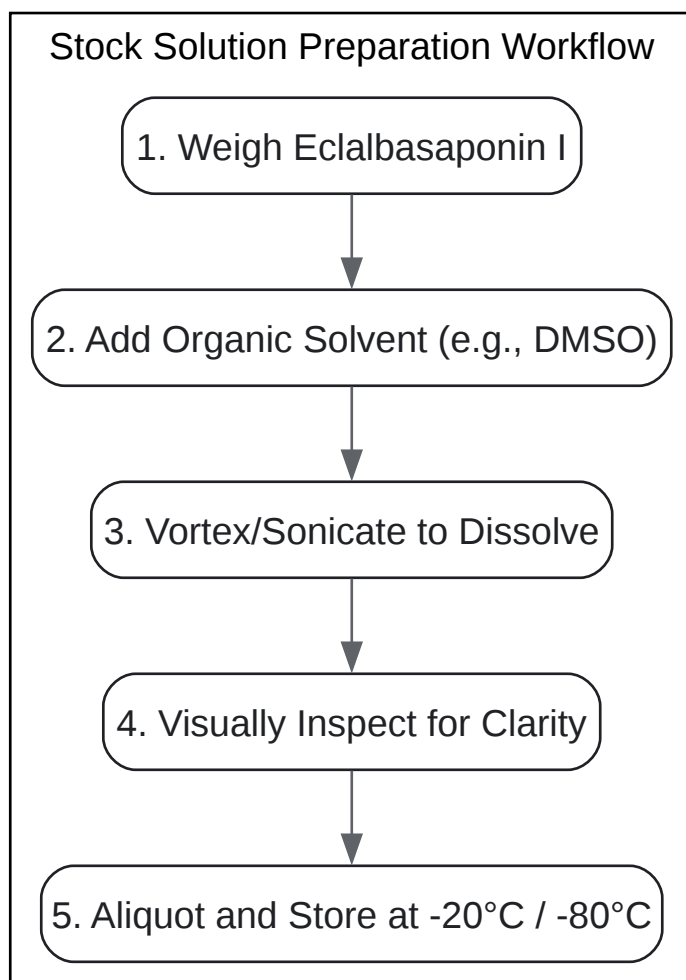 Stock Solution Preparation Workflow
1. Weigh Eclalbasaponin I
2. Add Organic Solvent (e.g., DMSO)
3. Vortex/Sonicate to Dissolve
4. Visually Inspect for Clarity
5. Aliquot and Store at -20°C / -80°C